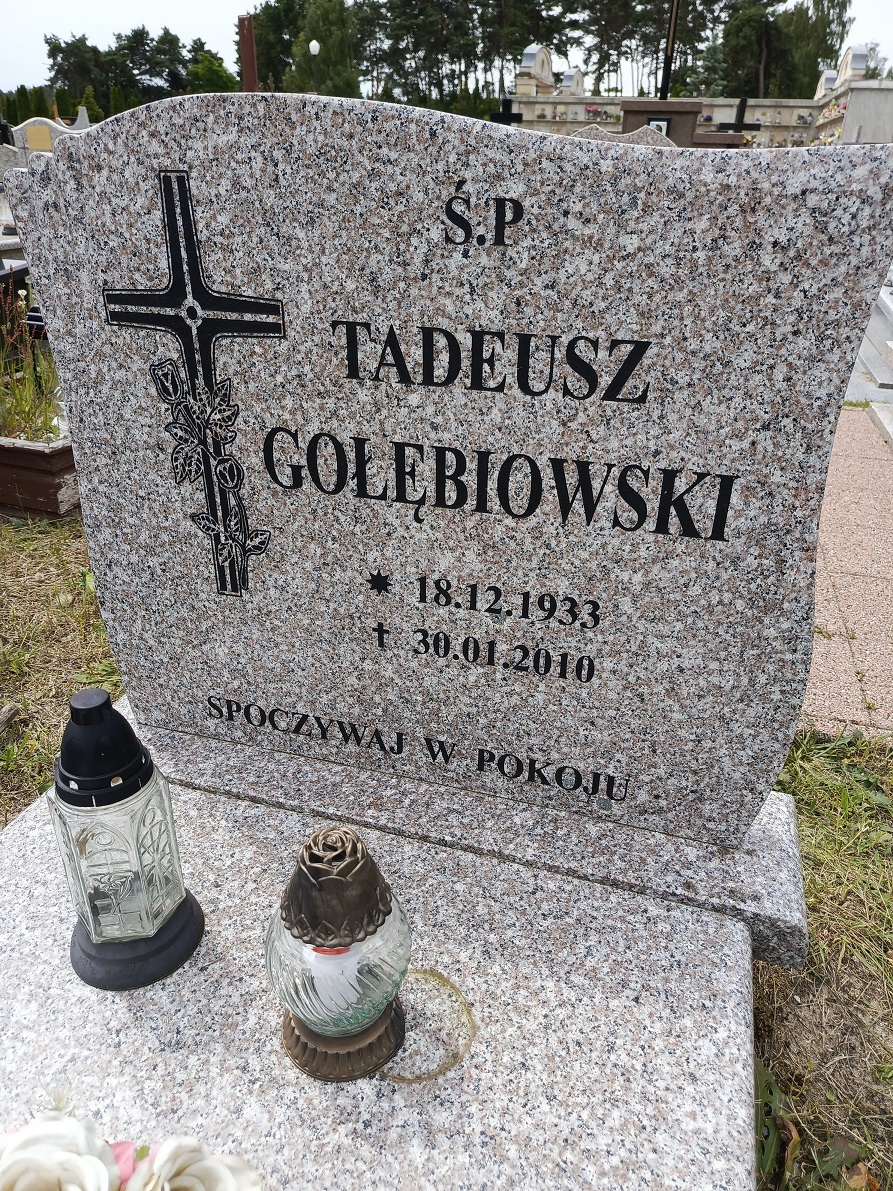 Ś.P
TADEUSZ
GOŁĘBIOWSKI
* 18.12.1933
† 30.01.2010
SPOCZYWAJ W POKOJU